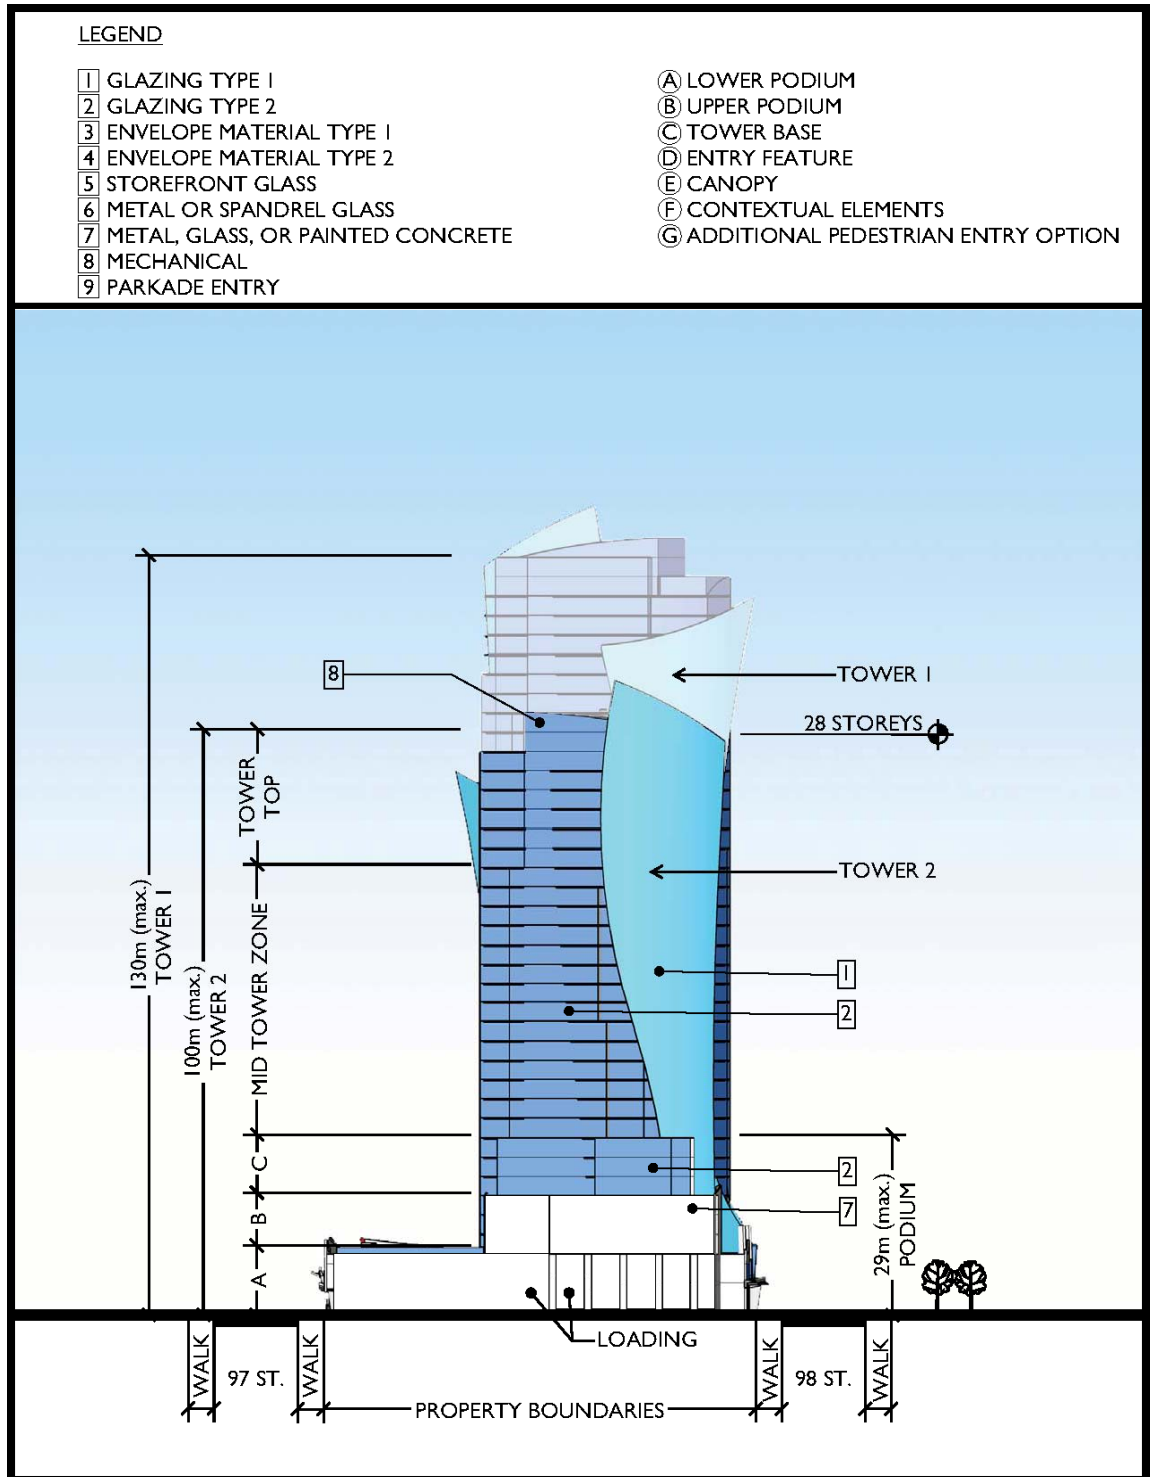 LEGEND
1 GLAZING TYPE 1
2 GLAZING TYPE 2
3 ENVELOPE MATERIAL TYPE 1
4 ENVELOPE MATERIAL TYPE 2
5 STOREFRONT GLASS
6 METAL OR SPANDREL GLASS
7 METAL, GLASS, OR PAINTED CONCRETE
8 MECHANICAL
9 PARKADE ENTRY
A LOWER PODIUM
B UPPER PODIUM
C TOWER BASE
D ENTRY FEATURE
E CANOPY
F CONTEXTUAL ELEMENTS
G ADDITIONAL PEDESTRIAN ENTRY OPTION
8
TOWER 1
28 STOREYS
TOWER
TOP
TOWER 2
130m (max.)
TOWER 1
100m (max.)
TOWER 2
MID TOWER ZONE
1
2
C
2
B
7
29m (max.)
PODIUM
A
LOADING
WALK
97 ST.
WALK
WALK
98 ST.
WALK
PROPERTY BOUNDARIES